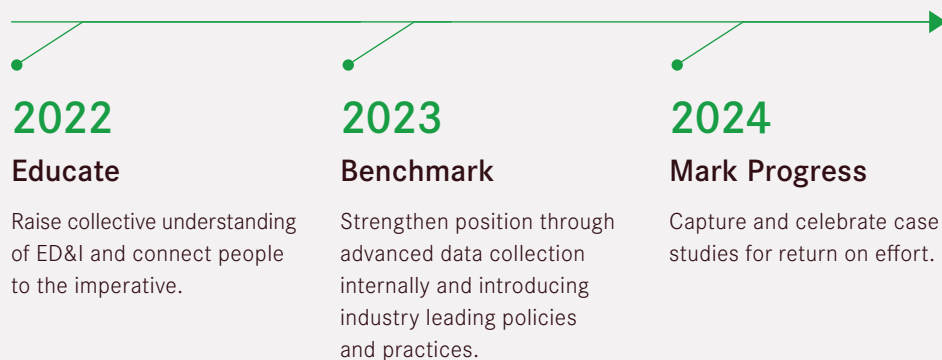 2022
Educate
Raise collective understanding
of ED&I and connect people
to the imperative.
2023
Benchmark
Strengthen position through
advanced data collection
internally and introducing
industry leading policies
and practices.
2024
Mark Progress
Capture and celebrate case
studies for return on effort.